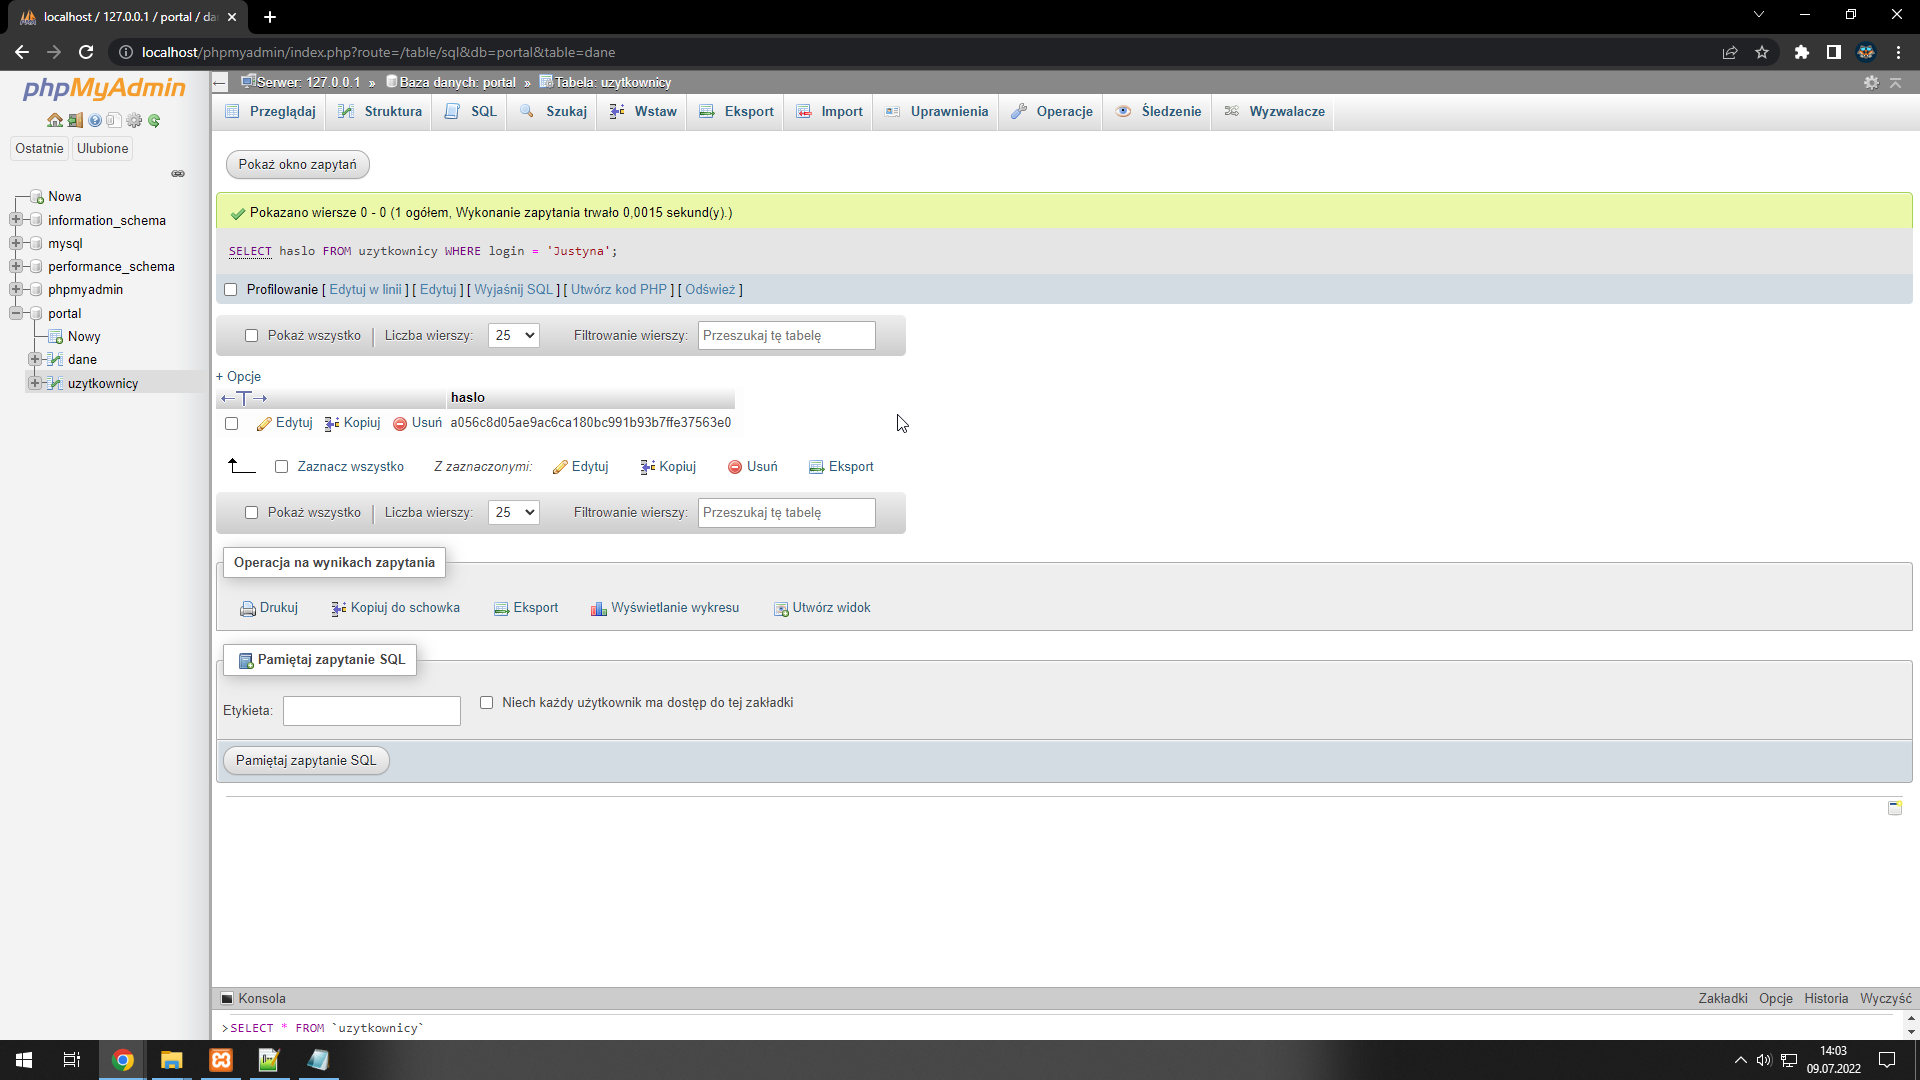 localhost / 127.0.0.1 / portal / da
localhost/phpmyadmin/index.php?route=/table/sql&db=portal&table=dane
phpMyAdmin
Ostatnie
Ulubione
Nowa
information_schema
mysql
performance_schema
phpmyadmin
portal
Nowy
dane
uzytkownicy
Serwer: 127.0.0.1 » Baza danych: portal » Tabela: uzytkownicy
Przeglądaj Struktura SQL Szukaj Wstaw Eksport Import Uprawnienia Operacje Śledzenie Wyzwalacze
Pokaż okno zapytań
Pokazano wiersze 0 - 0 (1 ogółem, Wykonanie zapytania trwało 0,0015 sekund(y).)
SELECT haslo FROM uzytkownicy WHERE login = 'Justyna';
Profilowanie [ Edytuj w linii ] [ Edytuj ] [ Wyjaśnij SQL ] [ Utwórz kod PHP ] [ Odśwież ]
Pokaż wszystko Liczba wierszy: 25 Filtrowanie wierszy: Przeszukaj tę tabelę
+ Opcje
←T→ haslo
Edytuj Kopiuj Usuń a056c8d05ae9ac6ca180bc991b93b7ffe37563e0
Zaznacz wszystko Z zaznaczonymi: Edytuj Kopiuj Usuń Eksport
Pokaż wszystko Liczba wierszy: 25 Filtrowanie wierszy: Przeszukaj tę tabelę
Operacja na wynikach zapytania
Drukuj Kopiuj do schowka Eksport Wyświetlanie wykresu Utwórz widok
Pamiętaj zapytanie SQL
Etykieta: Niech każdy użytkownik ma dostęp do tej zakładki
Pamiętaj zapytanie SQL
Konsola Zakładki Opcje Historia Wyczyść
>SELECT * FROM `uzytkownicy`
14:03
09.07.2022